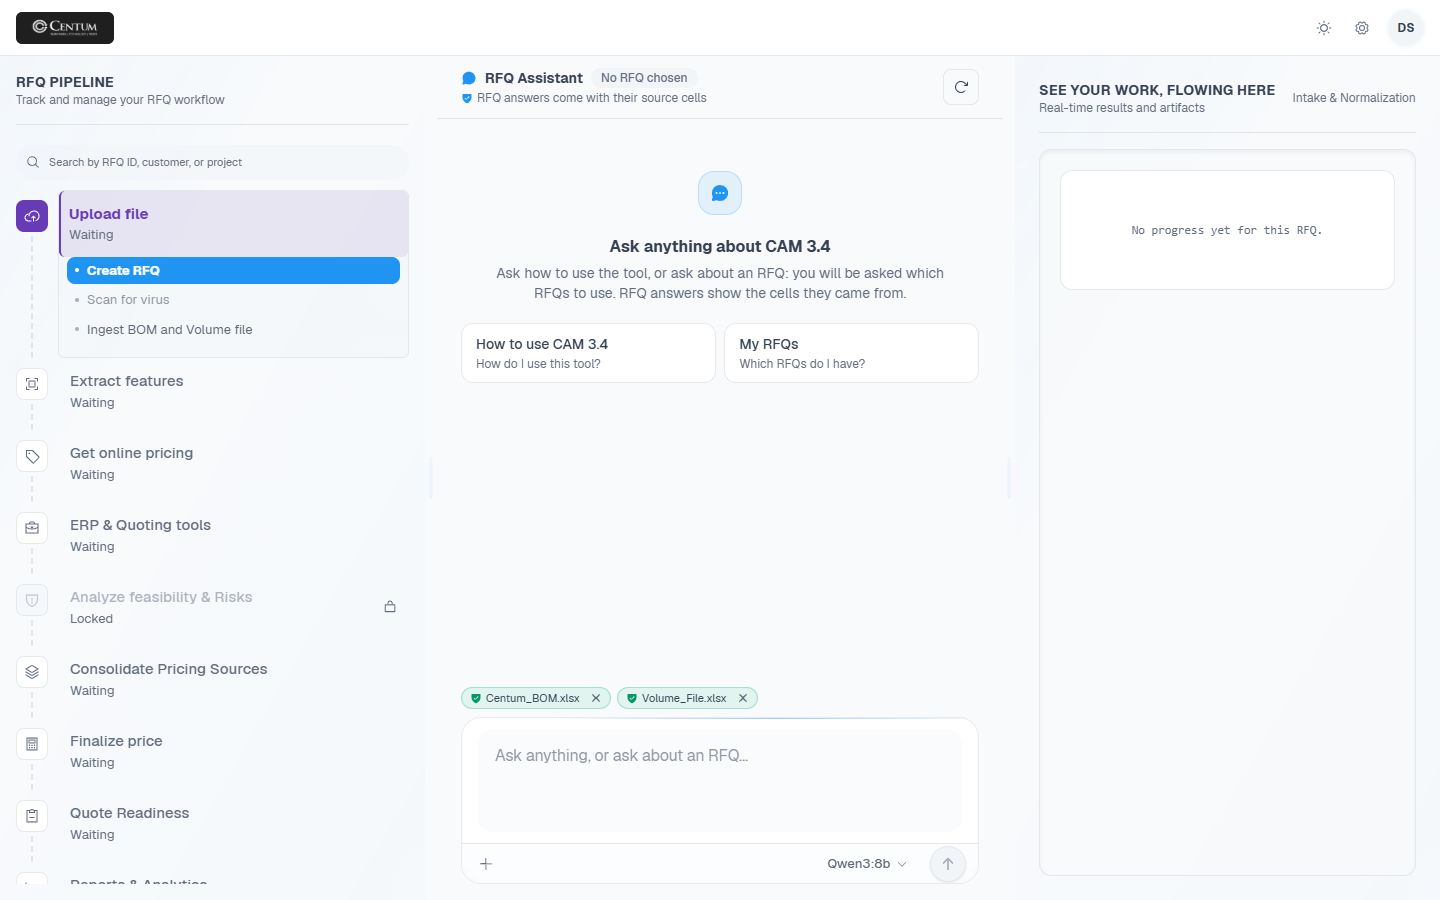 CENTUM
DS
RFQ PIPELINE
Track and manage your RFQ workflow
Search by RFQ ID, customer, or project
Upload file
Waiting
Create RFQ
Scan for virus
Ingest BOM and Volume file
Extract features
Waiting
Get online pricing
Waiting
ERP & Quoting tools
Waiting
Analyze feasibility & Risks
Locked
Consolidate Pricing Sources
Waiting
Finalize price
Waiting
Quote Readiness
Waiting
Reports & Analytics
RFQ Assistant
No RFQ chosen
RFQ answers come with their source cells
Ask anything about CAM 3.4
Ask how to use the tool, or ask about an RFQ: you will be asked which
RFQs to use. RFQ answers show the cells they came from.
How to use CAM 3.4
How do I use this tool?
My RFQs
Which RFQs do I have?
Centum_BOM.xlsx
Volume_File.xlsx
Ask anything, or ask about an RFQ...
Qwen3:8b
SEE YOUR WORK, FLOWING HERE
Real-time results and artifacts
Intake & Normalization
No progress yet for this RFQ.